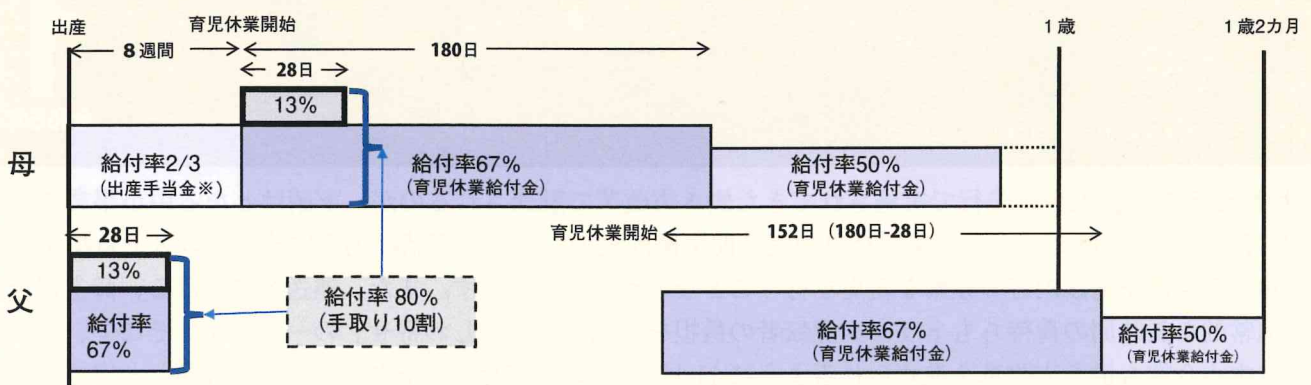 出産
育児休業開始
1歳
1歳2カ月
8週間
180日
28日
13%
母
給付率2/3
(出産手当金※)
給付率67%
(育児休業給付金)
給付率50%
(育児休業給付金)
28日
育児休業開始
152日 (180日-28日)
13%
父
給付率
67%
給付率 80%
(手取り10割)
給付率67%
(育児休業給付金)
給付率50%
(育児休業給付金)